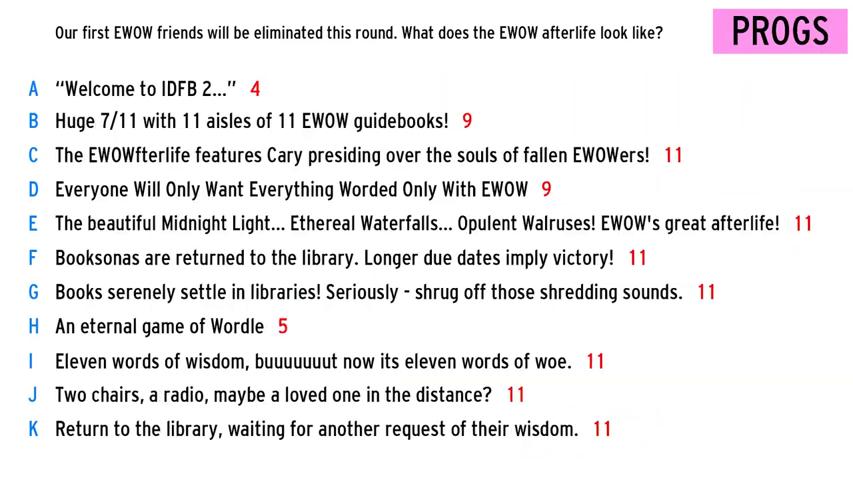 Our first EWOW friends will be eliminated this round. What does the EWOW afterlife look like?
PROGS
A “Welcome to IDFB 2...” 4
B Huge 7/11 with 11 aisles of 11 EWOW guidebooks! 9
C The EWOWfterlife features Cary presiding over the souls of fallen EWOWers! 11
D Everyone Will Only Want Everything Worded Only With EWOW 9
E The beautiful Midnight Light... Ethereal Waterfalls... Opulent Walruses! EWOW's great afterlife! 11
F Booksonas are returned to the library. Longer due dates imply victory! 11
G Books serenely settle in libraries! Seriously - shrug off those shredding sounds. 11
H An eternal game of Wordle 5
I Eleven words of wisdom, buuuuuuut now its eleven words of woe. 11
J Two chairs, a radio, maybe a loved one in the distance? 11
K Return to the library, waiting for another request of their wisdom. 11